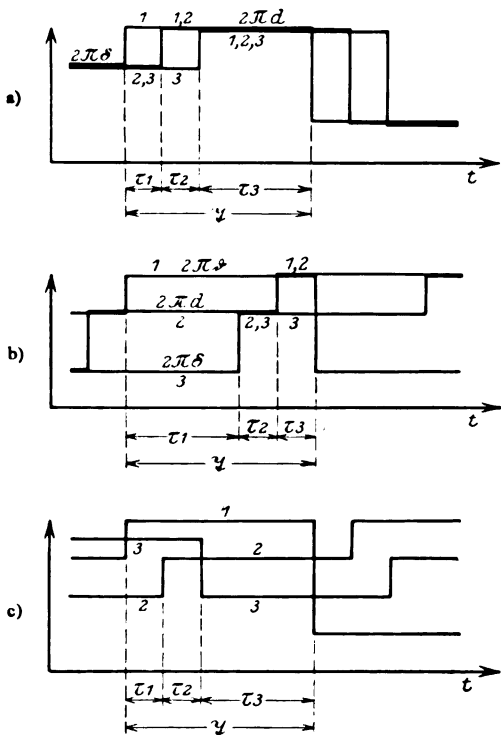 1 1,2 2πd
2πδ 1,2,3
a) 2,3 3
t
τ1 τ2 τ3
y
1 2πϑ 1,2
2πd
2 2,3 3
b) 2πδ
3
t
τ1 τ2 τ3
y
1
3 2
2 3
c)
t
τ1 τ2 τ3
y